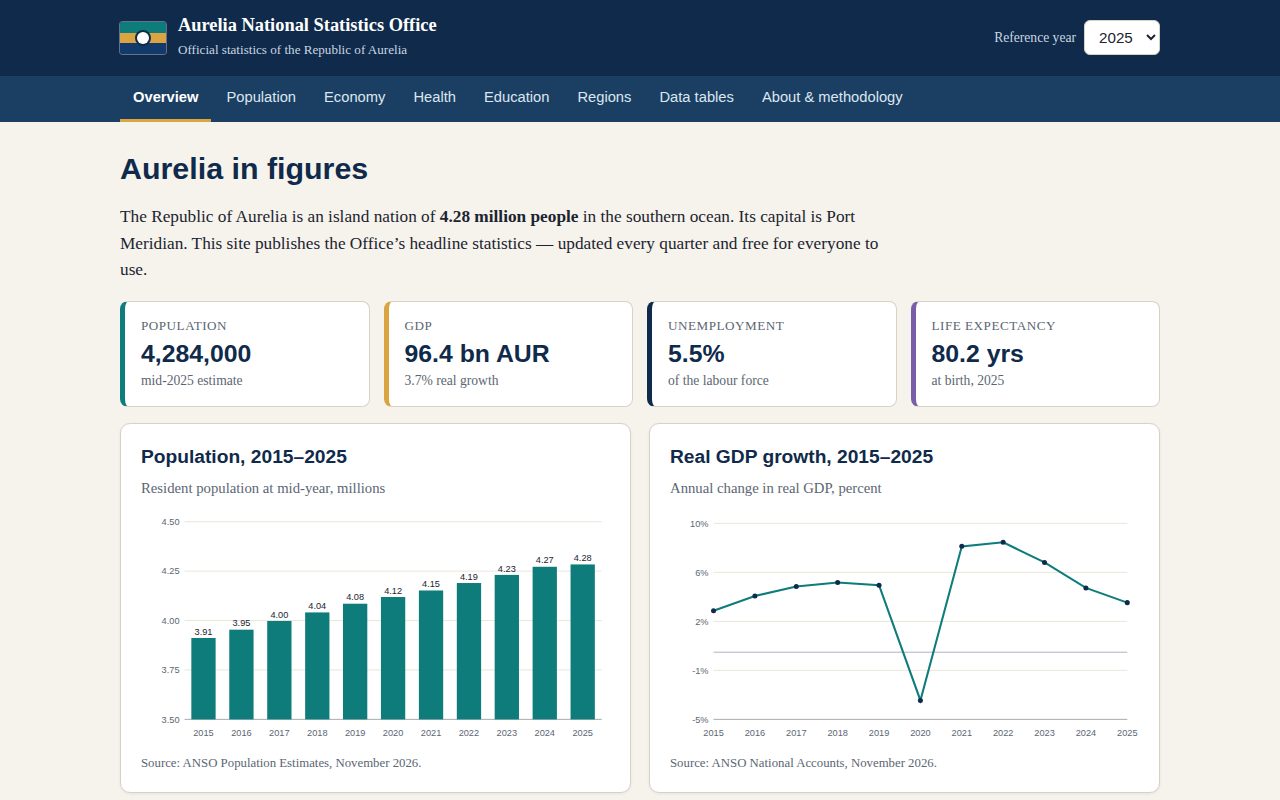 Aurelia National Statistics Office
Official statistics of the Republic of Aurelia
Reference year 2025
Overview Population Economy Health Education Regions Data tables About & methodology
Aurelia in figures
The Republic of Aurelia is an island nation of 4.28 million people in the southern ocean. Its capital is Port
Meridian. This site publishes the Office’s headline statistics — updated every quarter and free for everyone to
use.
POPULATION
4,284,000
mid-2025 estimate
GDP
96.4 bn AUR
3.7% real growth
UNEMPLOYMENT
5.5%
of the labour force
LIFE EXPECTANCY
80.2 yrs
at birth, 2025
Population, 2015–2025
Resident population at mid-year, millions
4.50
4.25
4.00
3.75
3.50
3.91 3.95 4.00 4.04 4.08 4.12 4.15 4.19 4.23 4.27 4.28
2015 2016 2017 2018 2019 2020 2021 2022 2023 2024 2025
Source: ANSO Population Estimates, November 2026.
Real GDP growth, 2015–2025
Annual change in real GDP, percent
10%
6%
2%
-1%
-5%
2015 2016 2017 2018 2019 2020 2021 2022 2023 2024 2025
Source: ANSO National Accounts, November 2026.